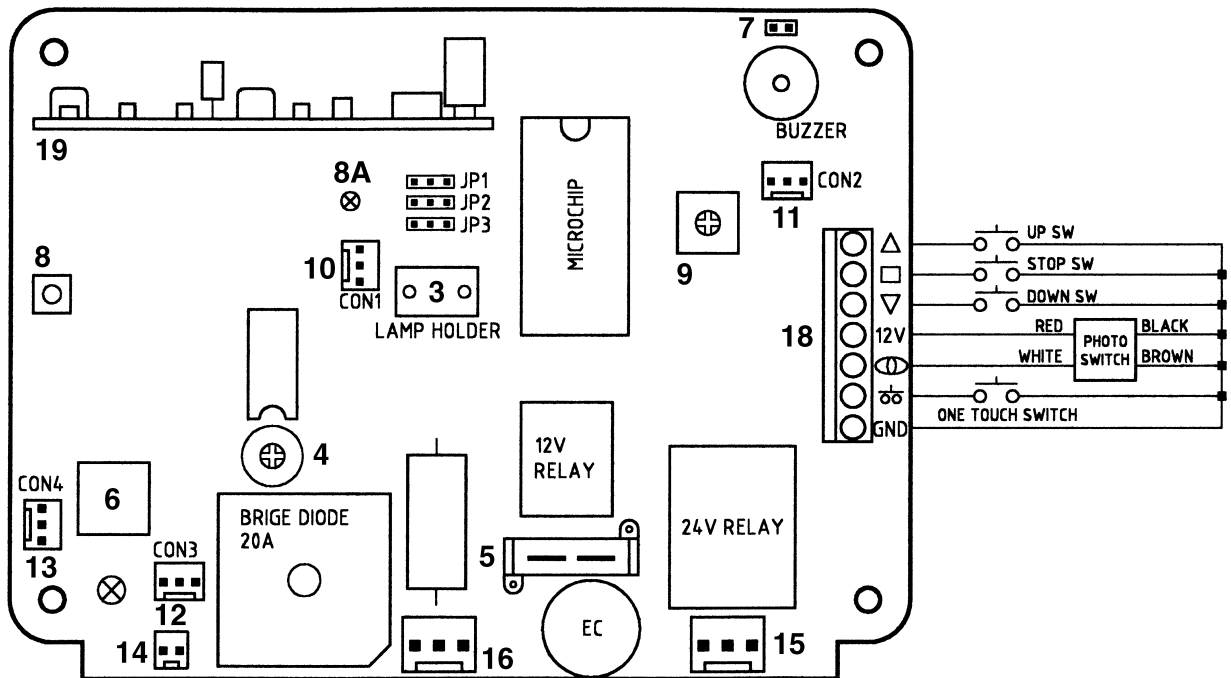 7
BUZZER
19
8A
JP1
JP2
JP3
MICROCHIP
CON2
11
9
8
10
CON1
3
LAMP HOLDER
18
12V
GND
UP SW
STOP SW
DOWN SW
RED
BLACK
PHOTO
SWITCH
WHITE
BROWN
ONE TOUCH SWITCH
4
12V
RELAY
24V RELAY
CON4
6
13
BRIGE DIODE
20A
5
CON3
12
14
EC
16
15